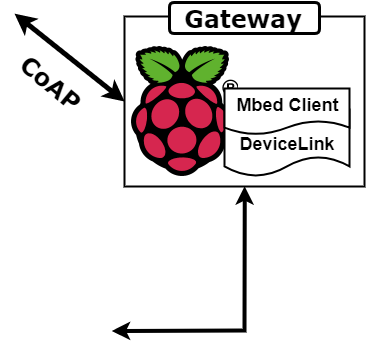 Gateway
CoAP
®
Mbed Client
DeviceLink